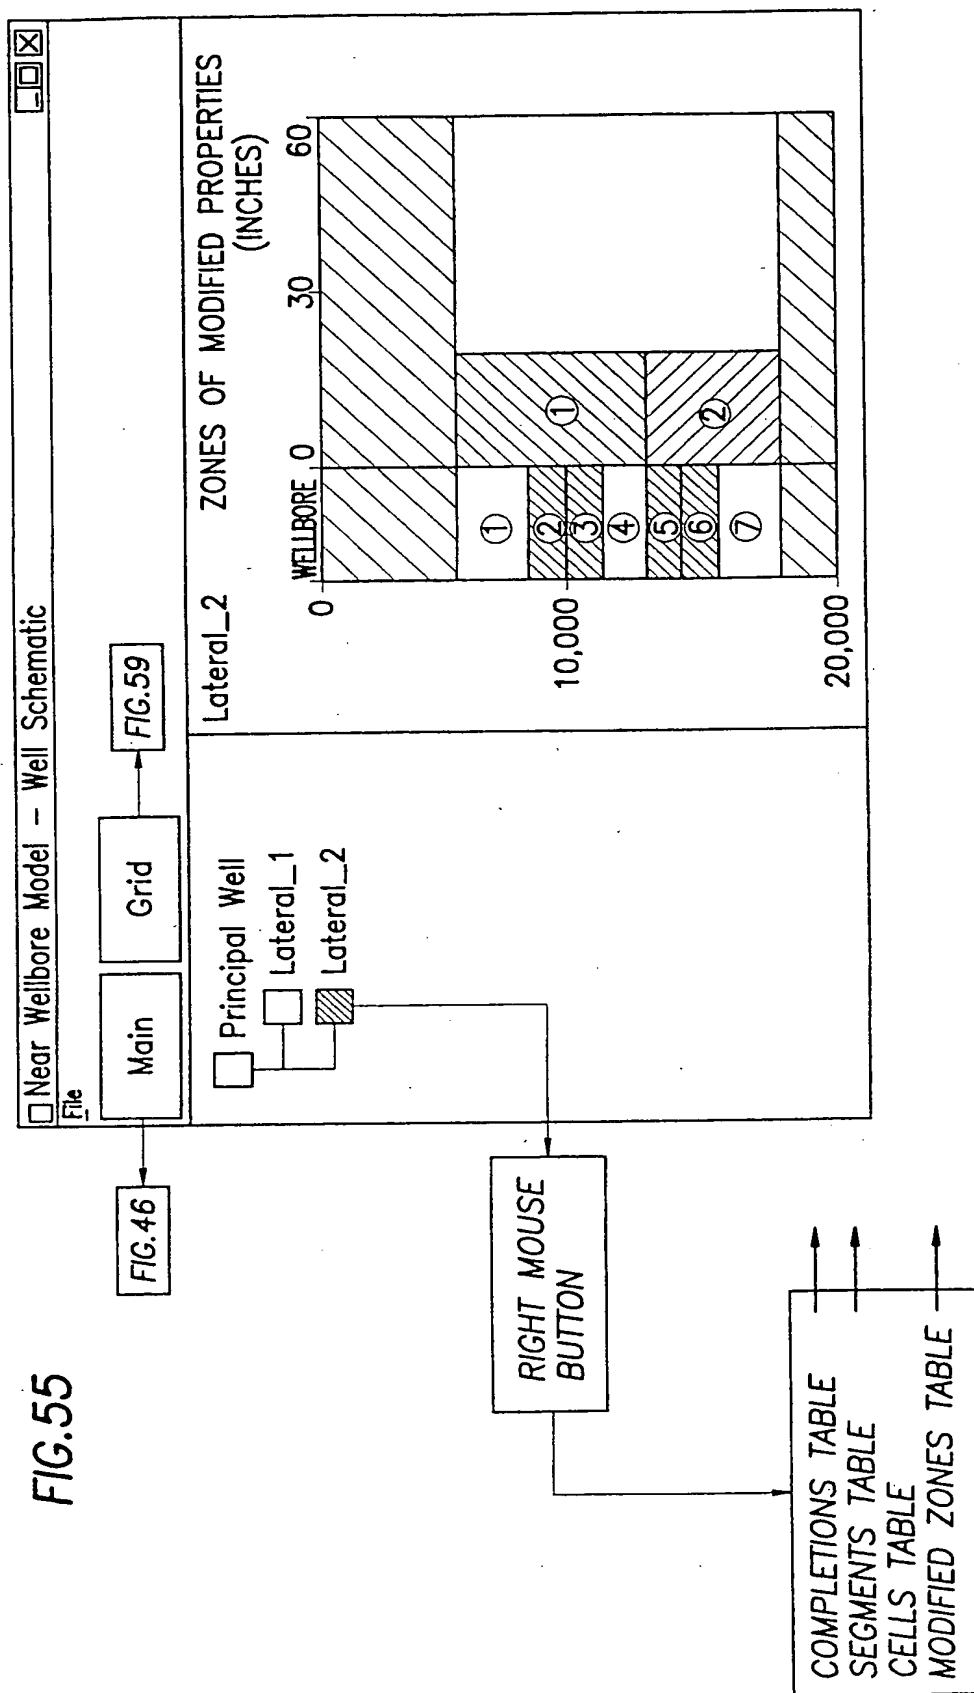 FIG.55
Near Wellbore Model – Well Schematic
File
Main
Grid
FIG.46
FIG.59
Principal Well
Lateral_1
Lateral_2
Lateral_2
ZONES OF MODIFIED PROPERTIES
(INCHES)
WELLBORE 0 30 60
0
10,000
20,000
1
2
3
4
5
6
7
1
2
RIGHT MOUSE
BUTTON
COMPLETIONS TABLE
SEGMENTS TABLE
CELLS TABLE
MODIFIED ZONES TABLE